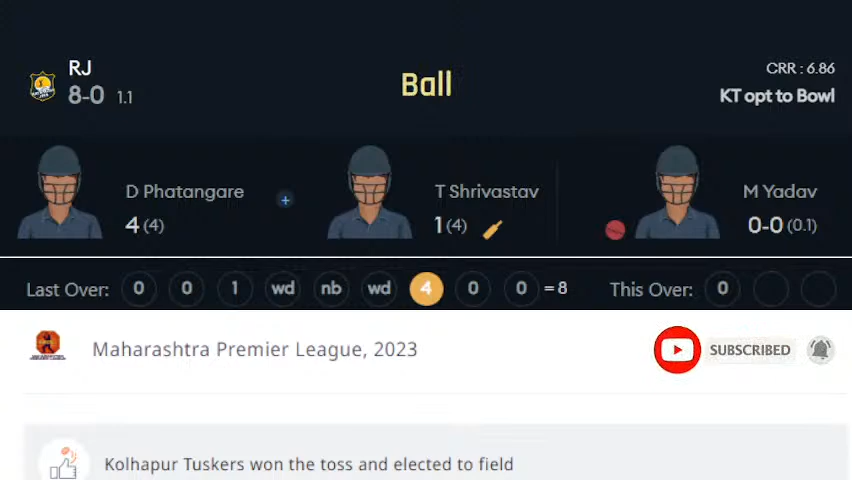 RJ
8-0 1.1
Ball
CRR : 6.86
KT opt to Bowl
D Phatangare
4 (4)
+
T Shrivastav
1 (4)
M Yadav
0-0 (0.1)
Last Over: 0 0 1 wd nb wd 4 0 0 = 8
This Over: 0
Maharashtra Premier League, 2023
SUBSCRIBED
Kolhapur Tuskers won the toss and elected to field